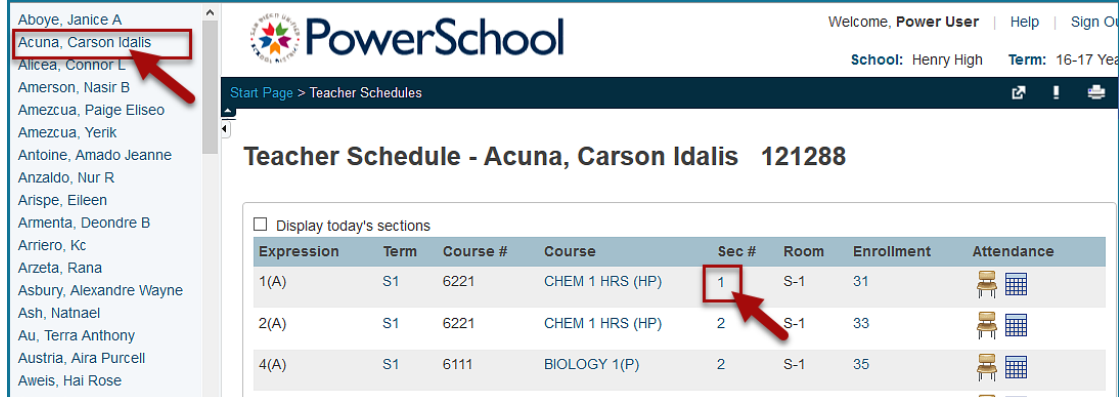 Aboye, Janice A
Acuna, Carson Idalis
Alicea, Connor L
Amerson, Nasir B
Amezcua, Paige Eliseo
Amezcua, Yerik
Antoine, Amado Jeanne
Anzaldo, Nur R
Arispe, Eileen
Armenta, Deondre B
Arriero, Kc
Arzeta, Rana
Asbury, Alexandre Wayne
Ash, Natnael
Au, Terra Anthony
Austria, Aira Purcell
Aweis, Hai Rose
PowerSchool
Welcome, Power User | Help | Sign Ou
School: Henry High Term: 16-17 Yea
Start Page > Teacher Schedules
Teacher Schedule - Acuna, Carson Idalis 121288
Display today's sections
Expression Term Course # Course Sec # Room Enrollment Attendance
1(A) S1 6221 CHEM 1 HRS (HP) 1 S-1 31
2(A) S1 6221 CHEM 1 HRS (HP) 2 S-1 33
4(A) S1 6111 BIOLOGY 1(P) 2 S-1 35